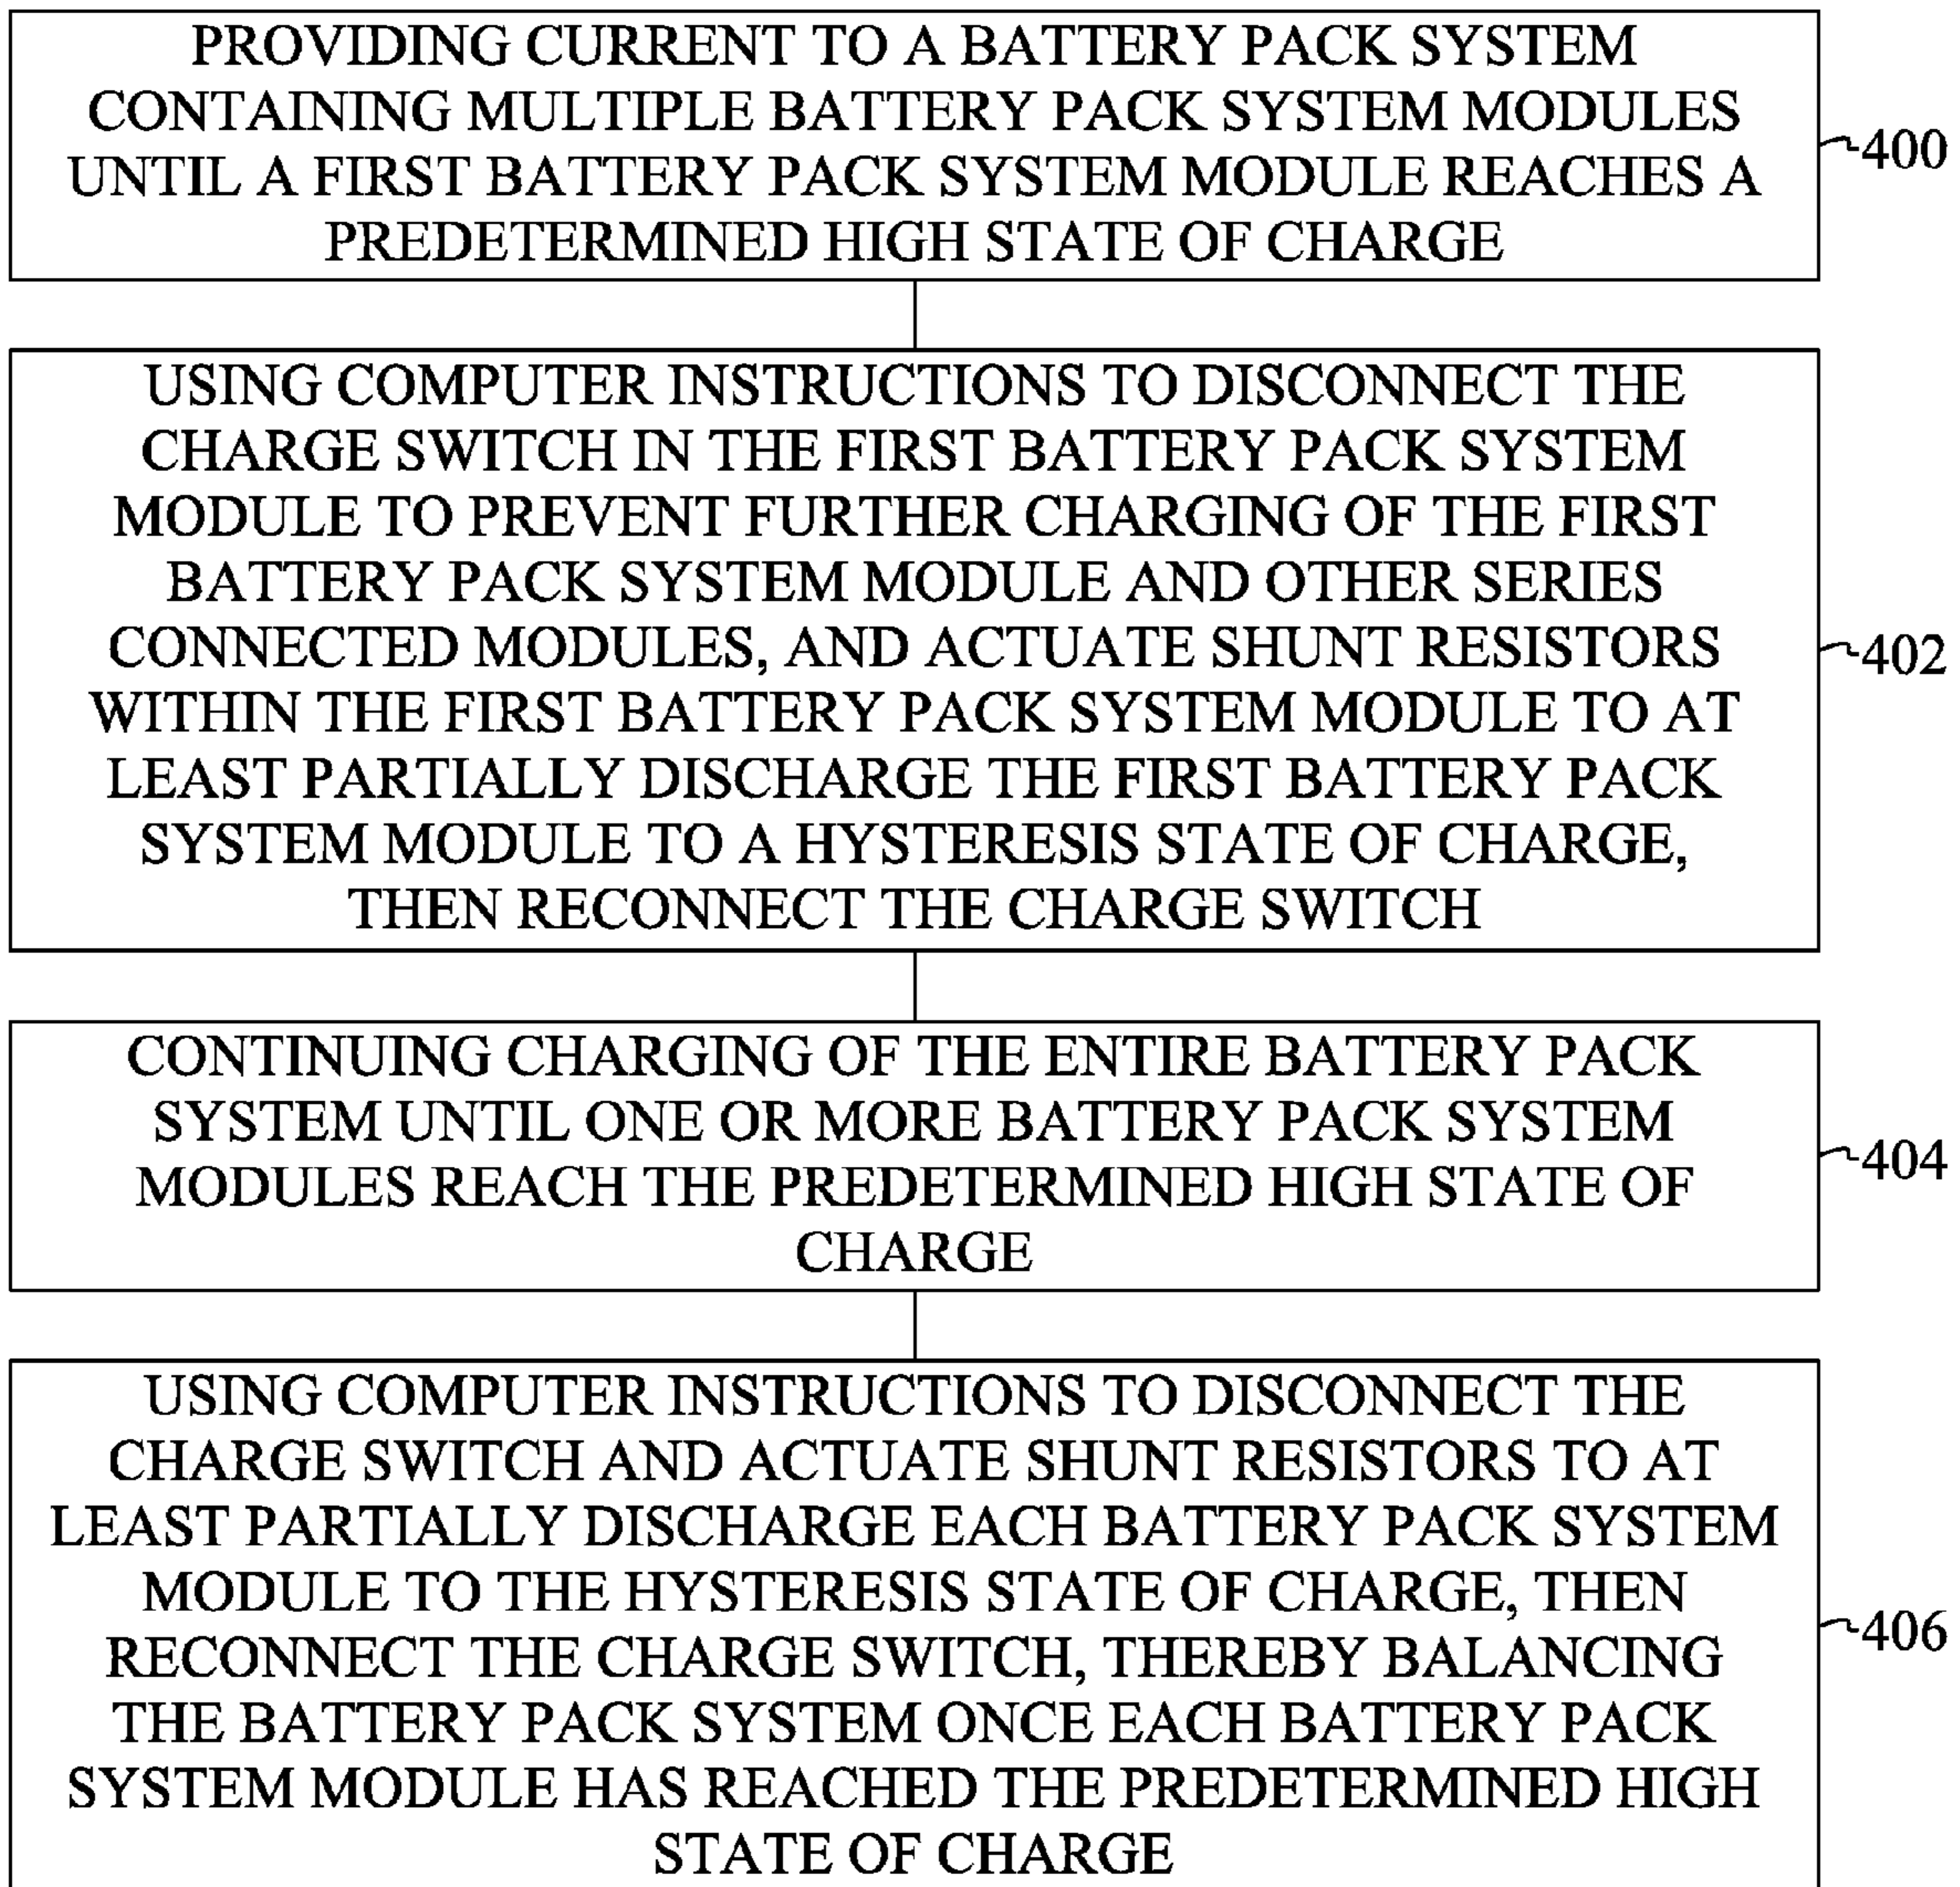 PROVIDING CURRENT TO A BATTERY PACK SYSTEM
CONTAINING MULTIPLE BATTERY PACK SYSTEM MODULES
UNTIL A FIRST BATTERY PACK SYSTEM MODULE REACHES A
PREDETERMINED HIGH STATE OF CHARGE
400
USING COMPUTER INSTRUCTIONS TO DISCONNECT THE
CHARGE SWITCH IN THE FIRST BATTERY PACK SYSTEM
MODULE TO PREVENT FURTHER CHARGING OF THE FIRST
BATTERY PACK SYSTEM MODULE AND OTHER SERIES
CONNECTED MODULES, AND ACTUATE SHUNT RESISTORS
WITHIN THE FIRST BATTERY PACK SYSTEM MODULE TO AT
LEAST PARTIALLY DISCHARGE THE FIRST BATTERY PACK
SYSTEM MODULE TO A HYSTERESIS STATE OF CHARGE,
THEN RECONNECT THE CHARGE SWITCH
402
CONTINUING CHARGING OF THE ENTIRE BATTERY PACK
SYSTEM UNTIL ONE OR MORE BATTERY PACK SYSTEM
MODULES REACH THE PREDETERMINED HIGH STATE OF
CHARGE
404
USING COMPUTER INSTRUCTIONS TO DISCONNECT THE
CHARGE SWITCH AND ACTUATE SHUNT RESISTORS TO AT
LEAST PARTIALLY DISCHARGE EACH BATTERY PACK SYSTEM
MODULE TO THE HYSTERESIS STATE OF CHARGE, THEN
RECONNECT THE CHARGE SWITCH, THEREBY BALANCING
THE BATTERY PACK SYSTEM ONCE EACH BATTERY PACK
SYSTEM MODULE HAS REACHED THE PREDETERMINED HIGH
STATE OF CHARGE
406